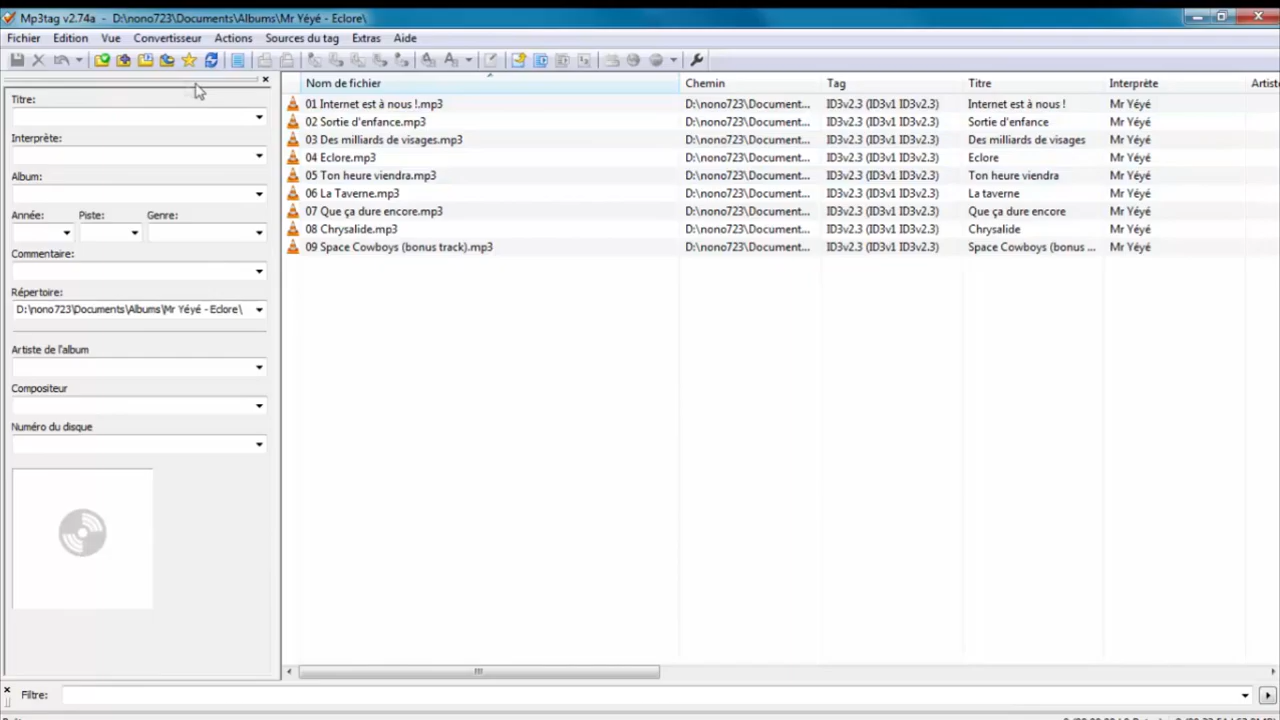 Mp3tag v2.74a - D:\nono723\Documents\Albums\Mr Yéyé - Eclore\
Fichier Edition Vue Convertisseur Actions Sources du tag Extras Aide
Titre:
Interprète:
Album:
Année: Piste: Genre:
Commentaire:
Répertoire:
D:\nono723\Documents\Albums\Mr Yéyé - Eclore\
Artiste de l'album
Compositeur
Numéro du disque
Nom de fichier Chemin Tag Titre Interprète Artiste
01 Internet est à nous !.mp3 D:\nono723\Document... ID3v2.3 (ID3v1 ID3v2.3) Internet est à nous ! Mr Yéyé
02 Sortie d'enfance.mp3 D:\nono723\Document... ID3v2.3 (ID3v1 ID3v2.3) Sortie d'enfance Mr Yéyé
03 Des milliards de visages.mp3 D:\nono723\Document... ID3v2.3 (ID3v1 ID3v2.3) Des milliards de visages Mr Yéyé
04 Eclore.mp3 D:\nono723\Document... ID3v2.3 (ID3v1 ID3v2.3) Eclore Mr Yéyé
05 Ton heure viendra.mp3 D:\nono723\Document... ID3v2.3 (ID3v1 ID3v2.3) Ton heure viendra Mr Yéyé
06 La Taverne.mp3 D:\nono723\Document... ID3v2.3 (ID3v1 ID3v2.3) La taverne Mr Yéyé
07 Que ça dure encore.mp3 D:\nono723\Document... ID3v2.3 (ID3v1 ID3v2.3) Que ça dure encore Mr Yéyé
08 Chrysalide.mp3 D:\nono723\Document... ID3v2.3 (ID3v1 ID3v2.3) Chrysalide Mr Yéyé
09 Space Cowboys (bonus track).mp3 D:\nono723\Document... ID3v2.3 (ID3v1 ID3v2.3) Space Cowboys (bonus ... Mr Yéyé
Filtre: